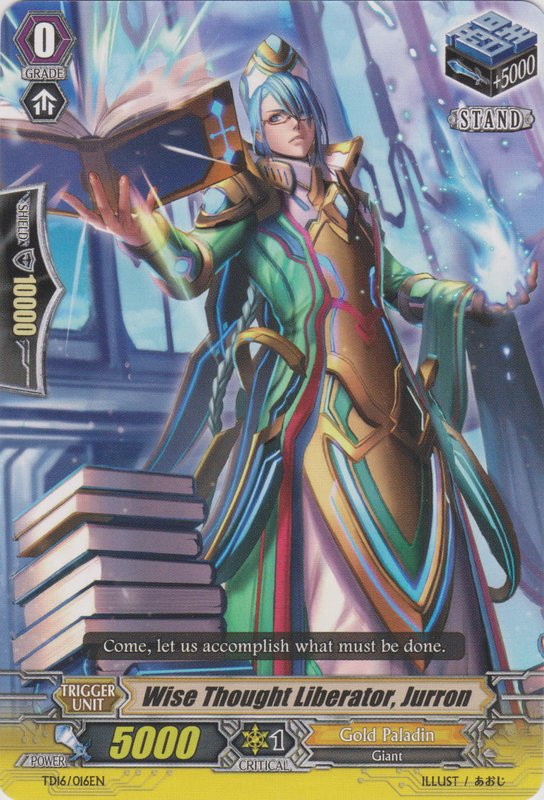 0
GRADE
+5000
STAND
SHIELD
10000
Come, let us accomplish what must be done.
TRIGGER
UNIT
Wise Thought Liberator, Jurron
POWER
5000
1
CRITICAL
Gold Paladin
Giant
TD16/016EN
ILLUST / あおじ